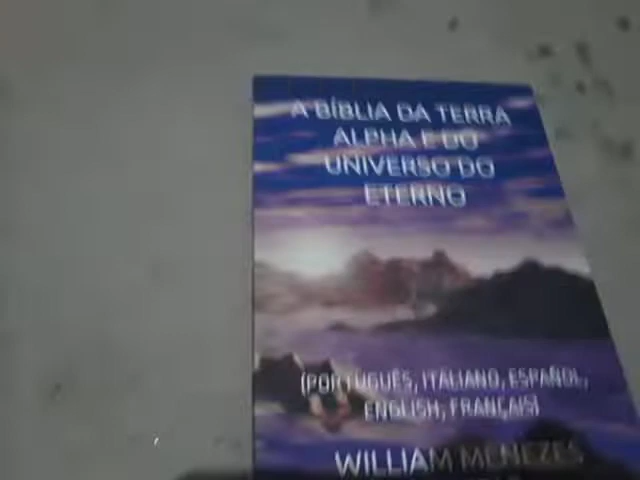 A BÍBLIA DA TERRA
ALPHA E DO
UNIVERSO DO
ETERNO
(PORTUGUÊS, ITALIANO, ESPAÑOL,
ENGLISH, FRANÇAIS)
WILLIAM MENEZES